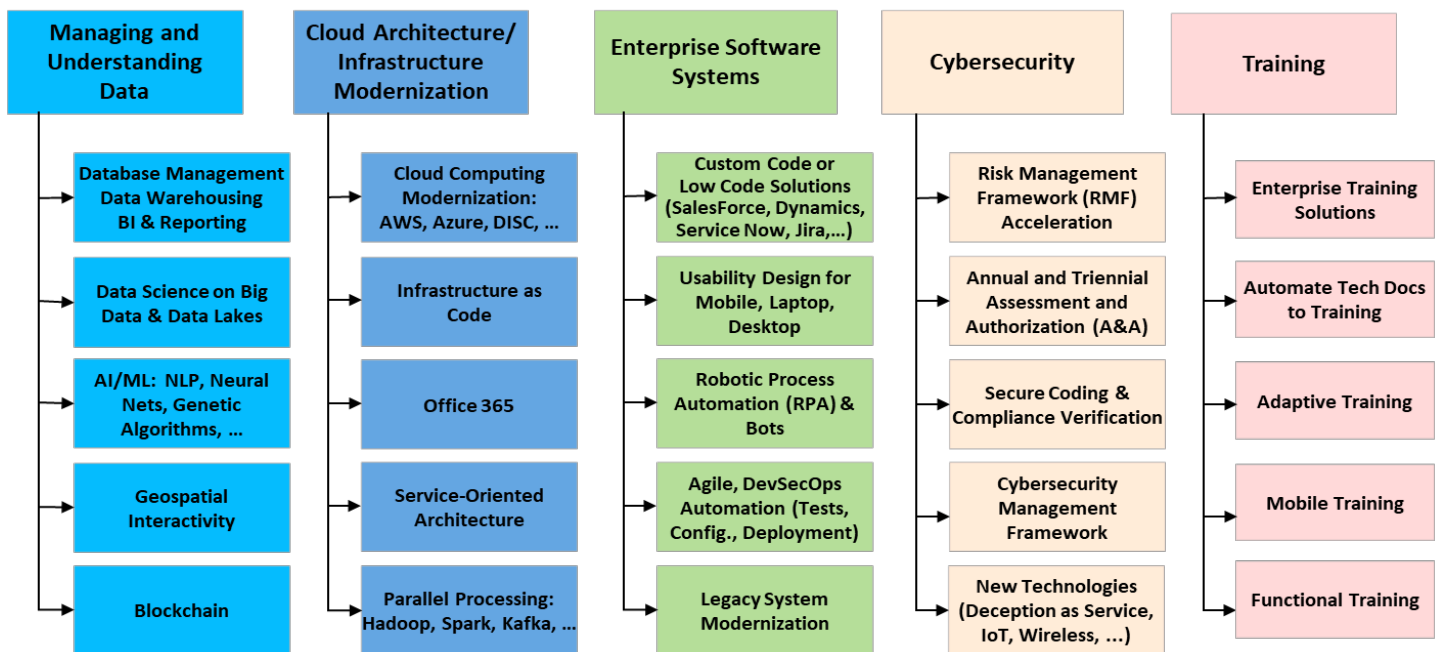 Managing and
Understanding
Data
Database Management
Data Warehousing
BI & Reporting
Data Science on Big
Data & Data Lakes
AI/ML: NLP, Neural
Nets, Genetic
Algorithms, ...
Geospatial
Interactivity
Blockchain
Cloud Architecture/
Infrastructure
Modernization
Cloud Computing
Modernization:
AWS, Azure, DISC, ...
Infrastructure as
Code
Office 365
Service-Oriented
Architecture
Parallel Processing:
Hadoop, Spark, Kafka, ...
Enterprise Software
Systems
Custom Code or
Low Code Solutions
(SalesForce, Dynamics,
Service Now, Jira,...)
Usability Design for
Mobile, Laptop,
Desktop
Robotic Process
Automation (RPA) &
Bots
Agile, DevSecOps
Automation (Tests,
Config., Deployment)
Legacy System
Modernization
Cybersecurity
Risk Management
Framework (RMF)
Acceleration
Annual and Triennial
Assessment and
Authorization (A&A)
Secure Coding &
Compliance Verification
Cybersecurity
Management
Framework
New Technologies
(Deception as Service,
IoT, Wireless, ...)
Training
Enterprise Training
Solutions
Automate Tech Docs
to Training
Adaptive Training
Mobile Training
Functional Training